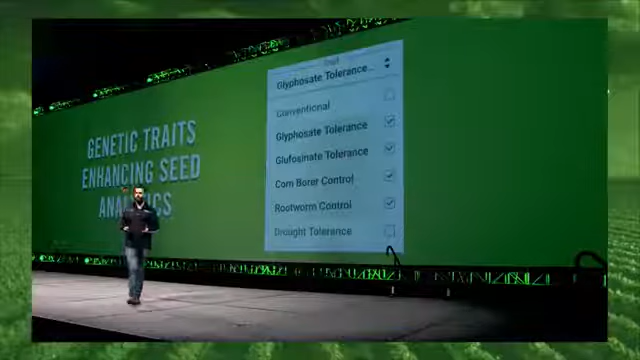 GENETIC TRAITS
ENHANCING SEED
ANALYTICS
Trait
Glyphosate Tolerance...
Conventional
Glyphosate Tolerance
Glufosinate Tolerance
Corn Borer Control
Rootworm Control
Drought Tolerance